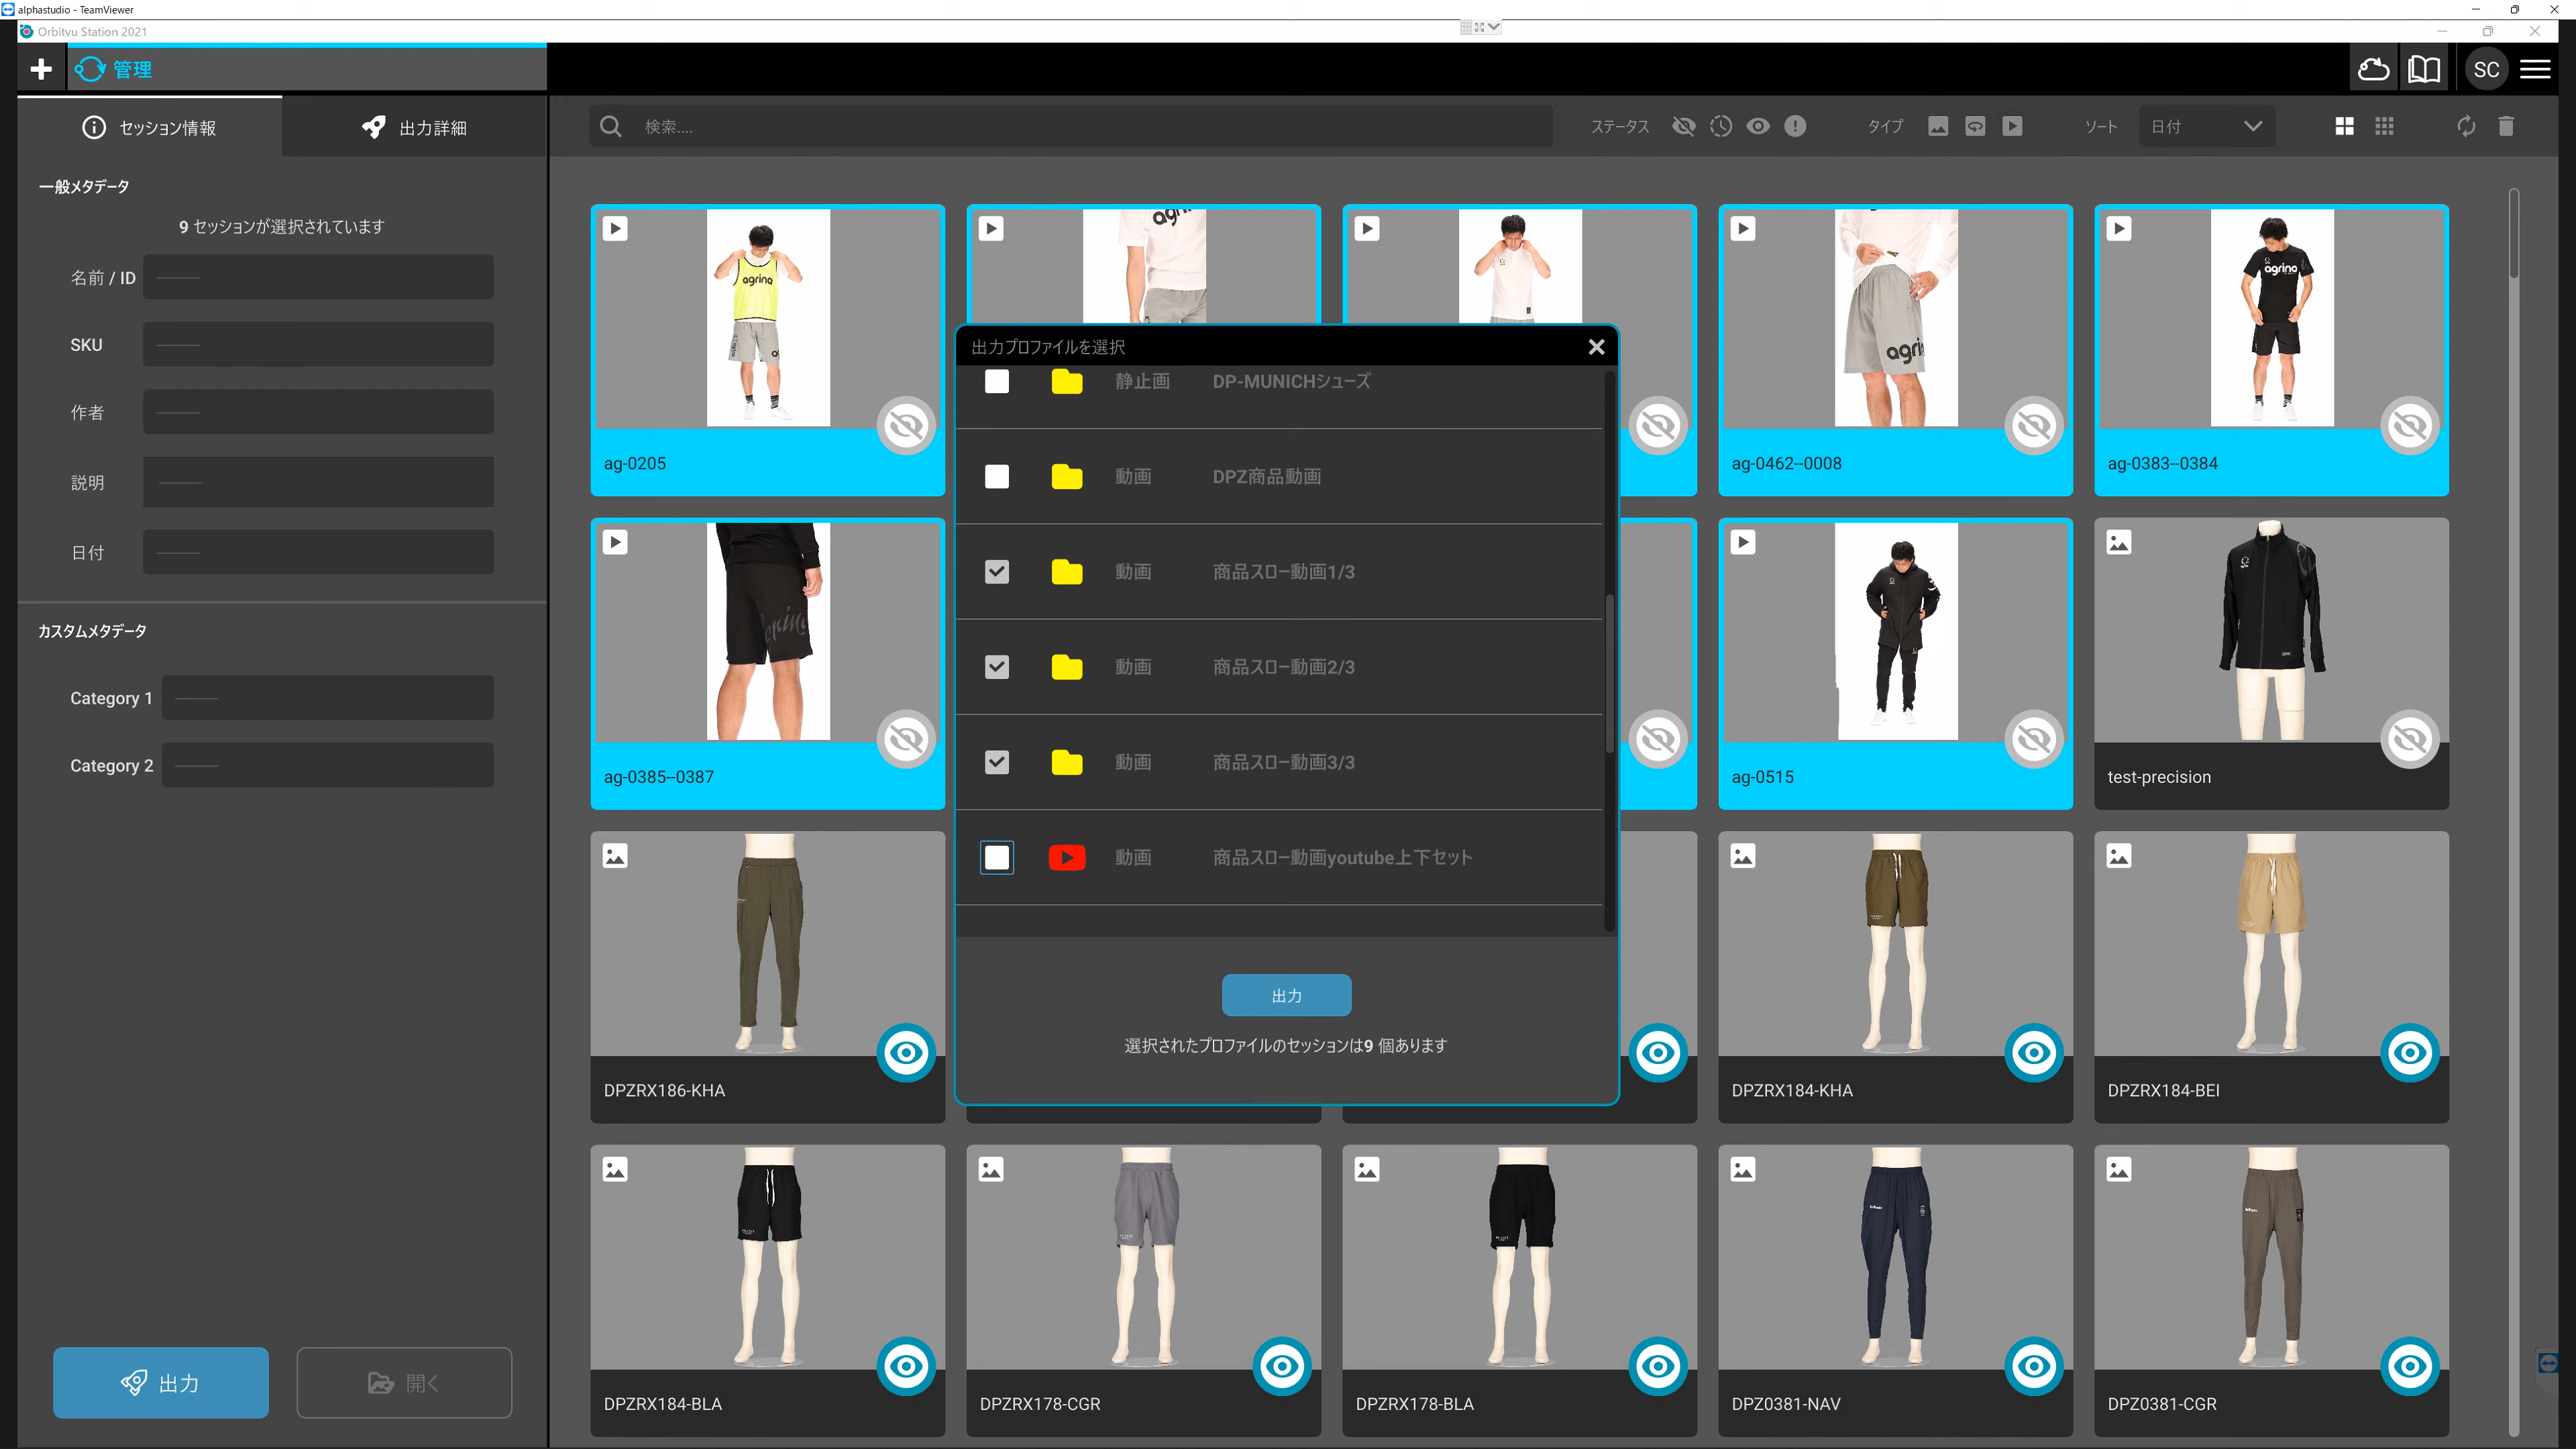 alphastudio - TeamViewer
Orbitvu Station 2021
管理
SC
セッション情報
出力詳細
検索....
ステータス
タイプ
ソート
日付
一般メタデータ
9 セッションが選択されています
名前 / ID
SKU
作者
説明
日付
カスタムメタデータ
Category 1
Category 2
出力
開く
agrino
agrino
ag-0205
ag-0462--0008
ag-0383--0384
出力プロファイルを選択
静止画 DP-MUNICHシューズ
動画 DPZ商品動画
動画 商品スロー動画1/3
動画 商品スロー動画2/3
動画 商品スロー動画3/3
動画 商品スロー動画youtube上下セット
出力
選択されたプロファイルのセッションは9 個あります
ag-0385--0387
ag-0515
test-precision
DPZRX186-KHA
DPZRX184-KHA
DPZRX184-BEI
DPZRX184-BLA
DPZRX178-CGR
DPZRX178-BLA
DPZ0381-NAV
DPZ0381-CGR